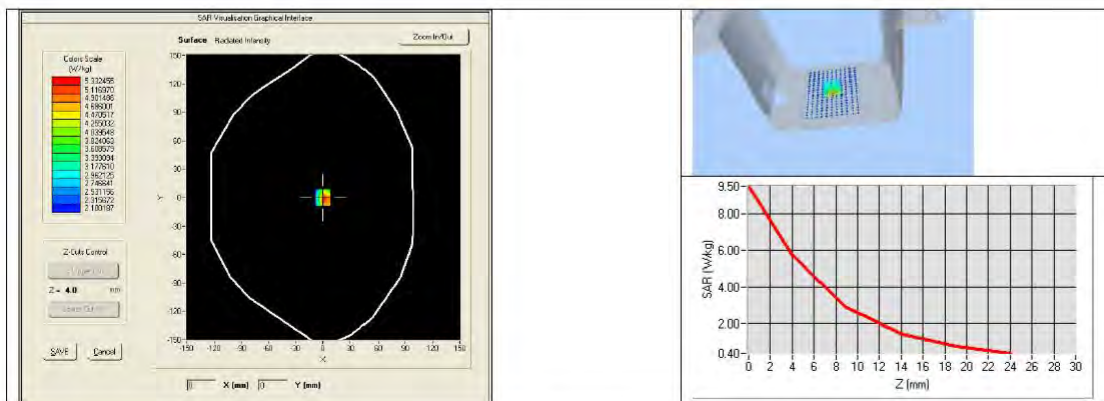 SAR Visualisation Graphical Interface
Surface Radiated Intensity
Zoom In/Out
Colors Scale
(W/kg)
5.332455
5.116970
4.901486
4.686001
4.470517
4.255032
4.039548
3.824063
3.608579
3.393094
3.177610
2.962125
2.746641
2.531156
2.315672
2.100187
150
120
90
60
30
0
-30
-60
-90
-120
-150
Y
-150 -120 -90 -60 -30 0 30 60 90 120 150
X
Z-Cuts Control
Z = 4.0 mm
SAVE
Cancel
0 X (mm) 0 Y (mm)
9.50
8.00
6.00
4.00
2.00
0.40
SAR (W/kg)
0 2 4 6 8 10 12 14 16 18 20 22 24 26 28 30
Z (mm)